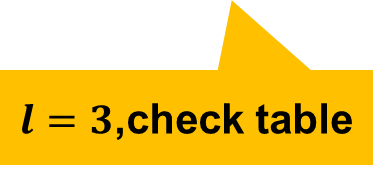 l = 3,check table